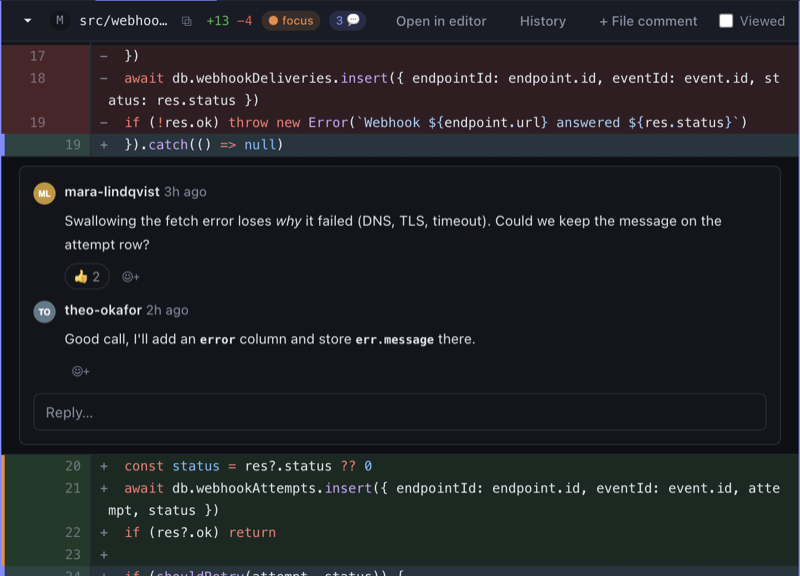 M src/webhoo… +13 −4 focus 3 Open in editor History + File comment Viewed
17 − })
18 − await db.webhookDeliveries.insert({ endpointId: endpoint.id, eventId: event.id, st
atus: res.status })
19 − if (!res.ok) throw new Error(`Webhook ${endpoint.url} answered ${res.status}`)
19 + }).catch(() => null)
ML mara-lindqvist 3h ago
Swallowing the fetch error loses why it failed (DNS, TLS, timeout). Could we keep the message on the
attempt row?
👍 2
TO theo-okafor 2h ago
Good call, I'll add an error column and store err.message there.
Reply…
20 + const status = res?.status ?? 0
21 + await db.webhookAttempts.insert({ endpointId: endpoint.id, eventId: event.id, atte
mpt, status })
22 + if (res?.ok) return
23 +
24 + if (shouldRetry(attempt, status)) {